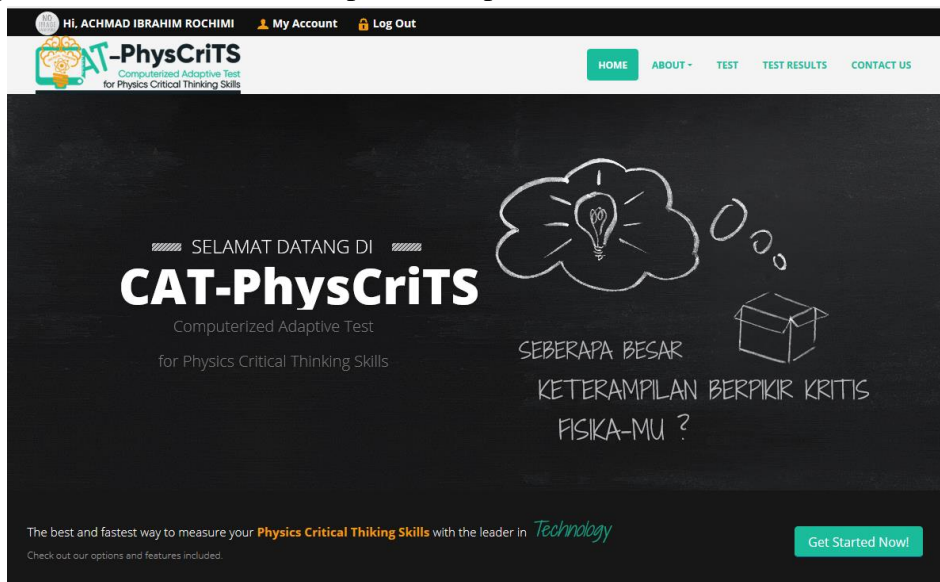 NO IMAGE
Hi, ACHMAD IBRAHIM ROCHIMI My Account Log Out
CAT-PhysCriTS
Computerized Adaptive Test
for Physics Critical Thinking Skills
HOME ABOUT TEST TEST RESULTS CONTACT US
SELAMAT DATANG DI
CAT-PhysCriTS
Computerized Adaptive Test
for Physics Critical Thinking Skills
SEBERAPA BESAR
KETERAMPILAN BERPIKIR KRITIS
FISIKA-MU ?
The best and fastest way to measure your Physics Critical Thiking Skills with the leader in Technology
Check out our options and features included.
Get Started Now!